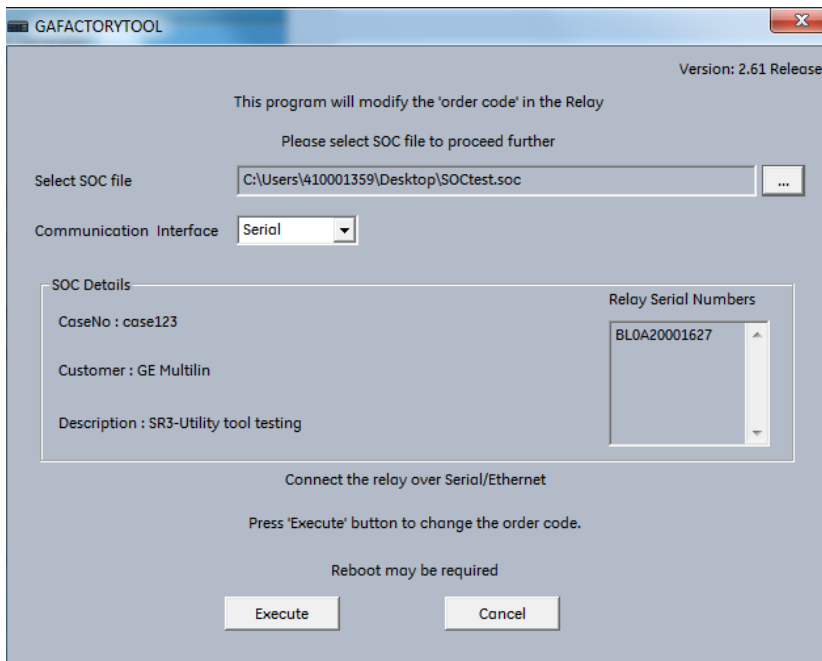 GAFACTORYTOOL
Version: 2.61 Release
This program will modify the 'order code' in the Relay
Please select SOC file to proceed further
Select SOC file
C:\Users\410001359\Desktop\SOCtest.soc
...
Communication Interface
Serial
SOC Details
Relay Serial Numbers
CaseNo : case123
BL0A20001627
Customer : GE Multilin
Description : SR3-Utility tool testing
Connect the relay over Serial/Ethernet
Press 'Execute' button to change the order code.
Reboot may be required
Execute
Cancel